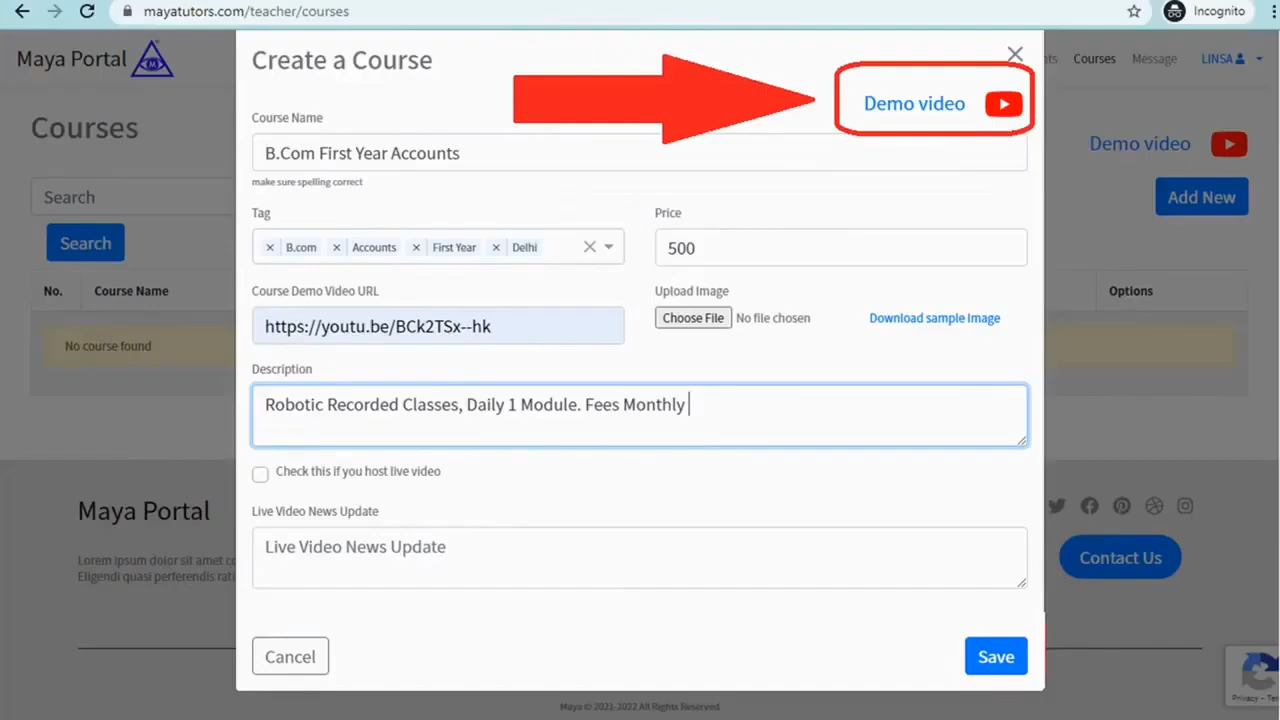 mayatutors.com/teacher/courses
Incognito
Maya Portal
Courses
Message
LINSA
Create a Course
Demo video
Course Name
B.Com First Year Accounts
make sure spelling correct
Courses
Demo video
Search
Add New
Search
Tag
Price
× B.com × Accounts × First Year × Delhi
500
No.
Course Name
Options
Course Demo Video URL
Upload Image
https://youtu.be/BCk2TSx--hk
Choose File No file chosen
Download sample Image
No course found
Description
Robotic Recorded Classes, Daily 1 Module. Fees Monthly
Check this if you host live video
Live Video News Update
Live Video News Update
Maya Portal
Lorem ipsum dolor sit amet
Eligendi quasi perferendis
Contact Us
Cancel
Save
Maya © 2021-2022 All Rights Reserved